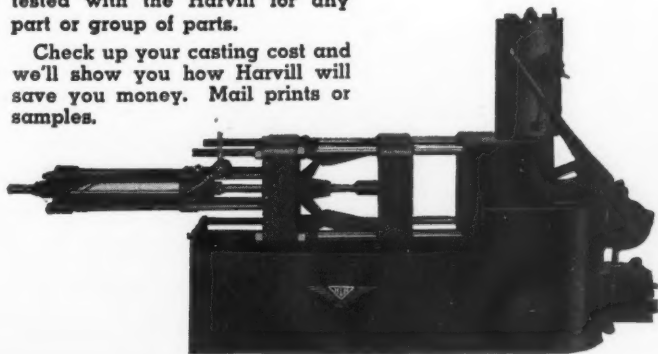 tested with the Harvill for any
part or group of parts.
Check up your casting cost and
we'll show you how Harvill will
save you money. Mail prints or
samples.